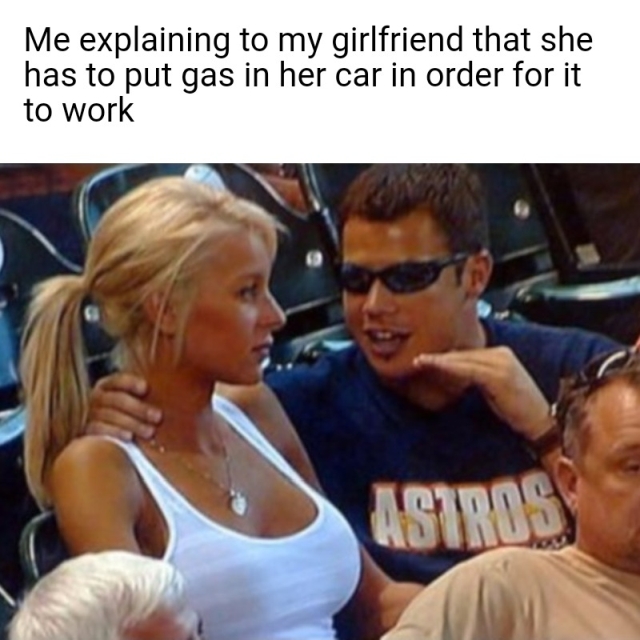 Me explaining to my girlfriend that she
has to put gas in her car in order for it
to work
ASTROS